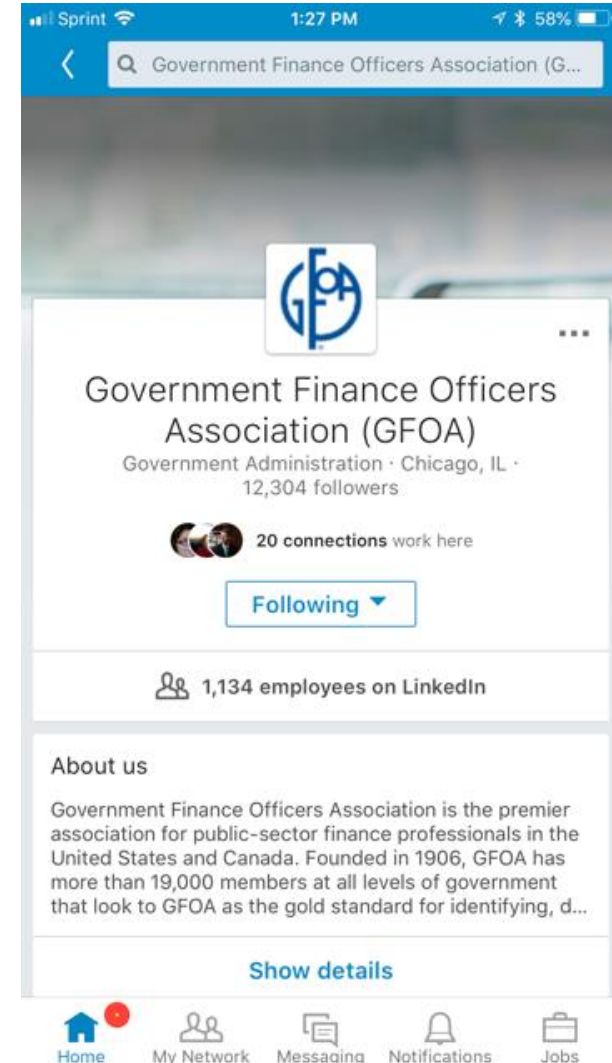 Sprint 1:27 PM 58%
Government Finance Officers Association (G...
GFOA
Government Finance Officers
Association (GFOA)
Government Administration · Chicago, IL ·
12,304 followers
20 connections work here
Following
1,134 employees on LinkedIn
About us
Government Finance Officers Association is the premier
association for public-sector finance professionals in the
United States and Canada. Founded in 1906, GFOA has
more than 19,000 members at all levels of government
that look to GFOA as the gold standard for identifying, d...
Show details
Home My Network Messaging Notifications Jobs